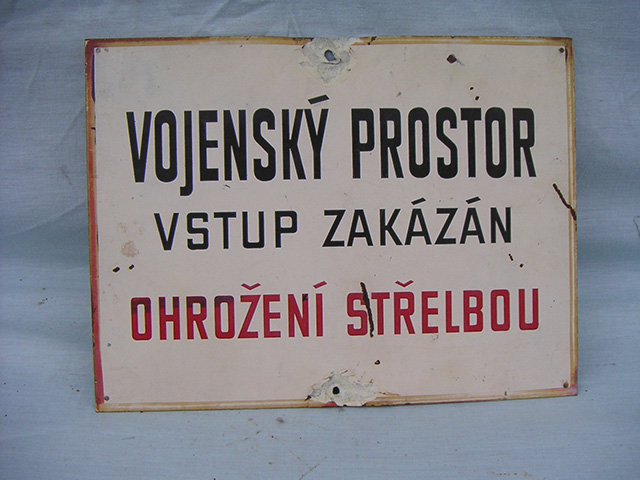 VOJENSKÝ PROSTOR
VSTUP ZAKÁZÁN
OHROŽENÍ STŘELBOU